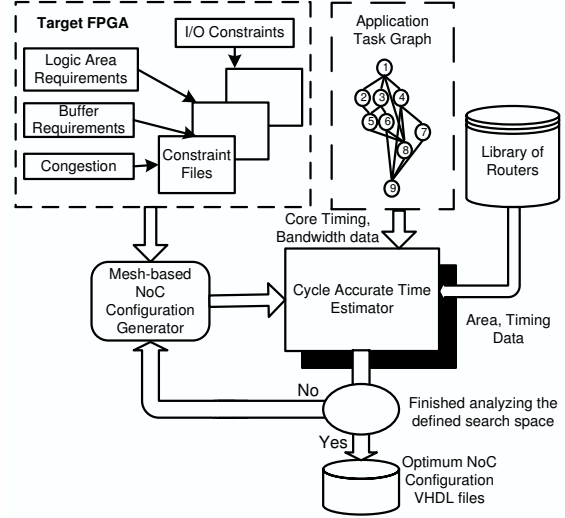 Target FPGA
I/O Constraints
Logic Area
Requirements
Buffer
Requirements
Congestion
Constraint
Files
Application
Task Graph
1
2
3
4
5
6
7
8
9
Library of
Routers
Core Timing,
Bandwidth data
Mesh-based
NoC
Configuration
Generator
Cycle Accurate Time
Estimator
Area, Timing
Data
No
Yes
Finished analyzing the
defined search space
Optimum NoC
Configuration
VHDL files